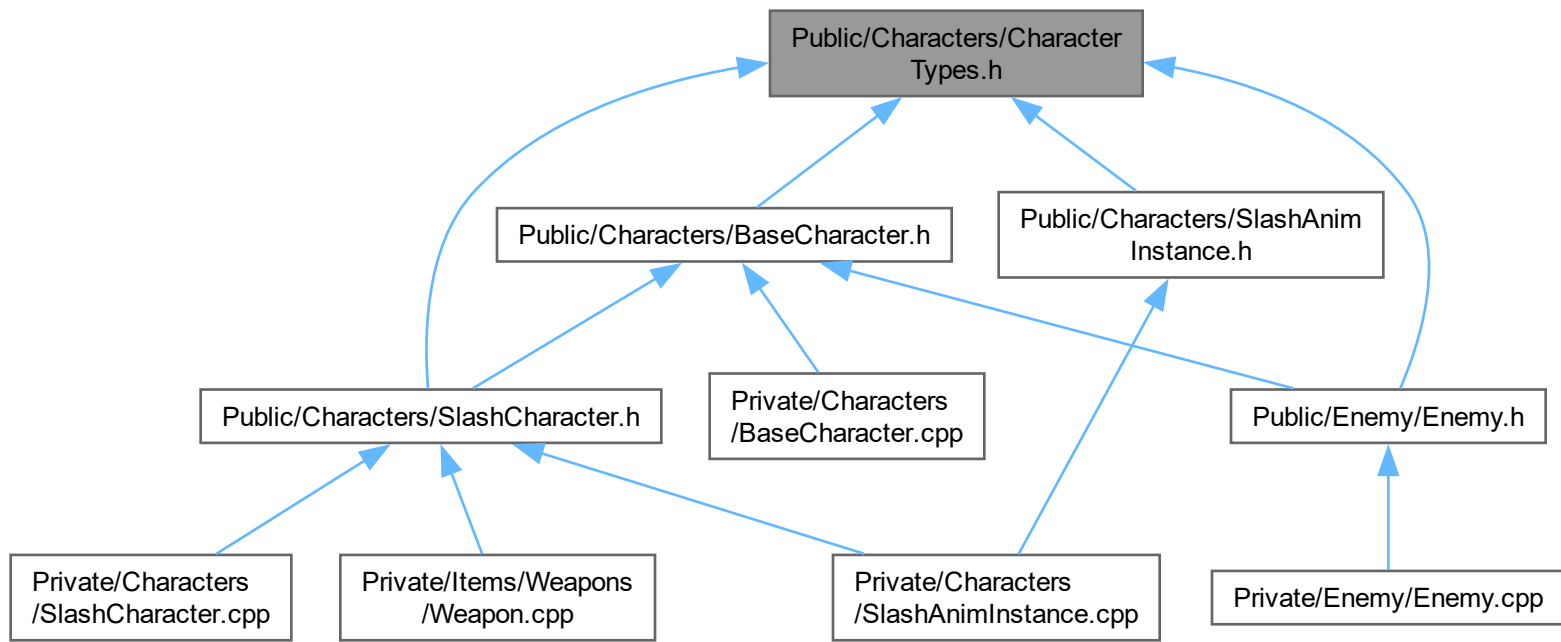 Public/Characters/Character
Types.h
Public/Characters/BaseCharacter.h
Public/Characters/SlashAnim
Instance.h
Public/Characters/SlashCharacter.h
Private/Characters
/BaseCharacter.cpp
Public/Enemy/Enemy.h
Private/Characters
/SlashCharacter.cpp
Private/Items/Weapons
/Weapon.cpp
Private/Characters
/SlashAnimInstance.cpp
Private/Enemy/Enemy.cpp